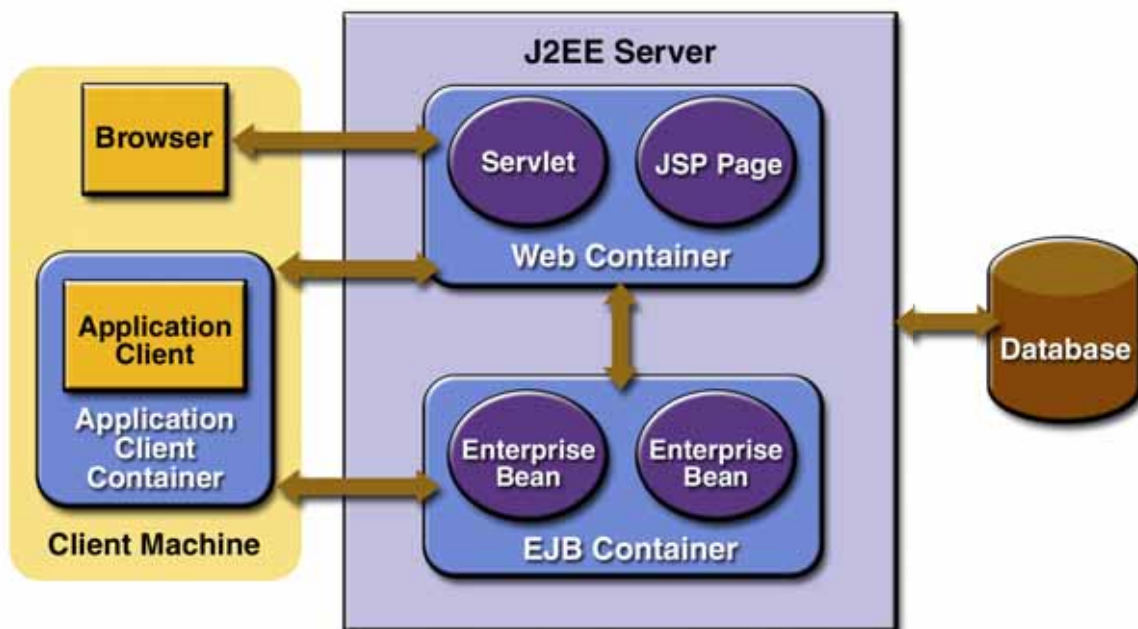 J2EE Server
Browser
Servlet
JSP Page
Web Container
Application
Client
Application
Client
Container
Client Machine
Enterprise
Bean
Enterprise
Bean
EJB Container
Database